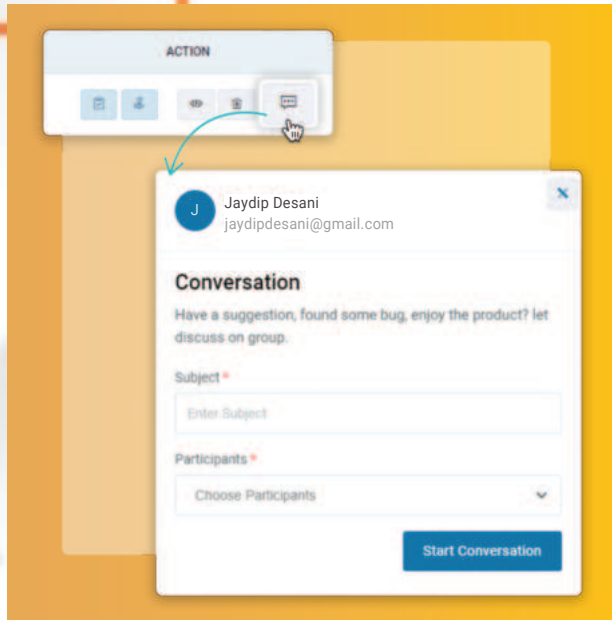 ACTION
J
Jaydip Desani
jaydipdesani@gmail.com
x
Conversation
Have a suggestion, found some bug, enjoy the product? let
discuss on group.
Subject *
Enter Subject
Participants *
Choose Participants
Start Conversation